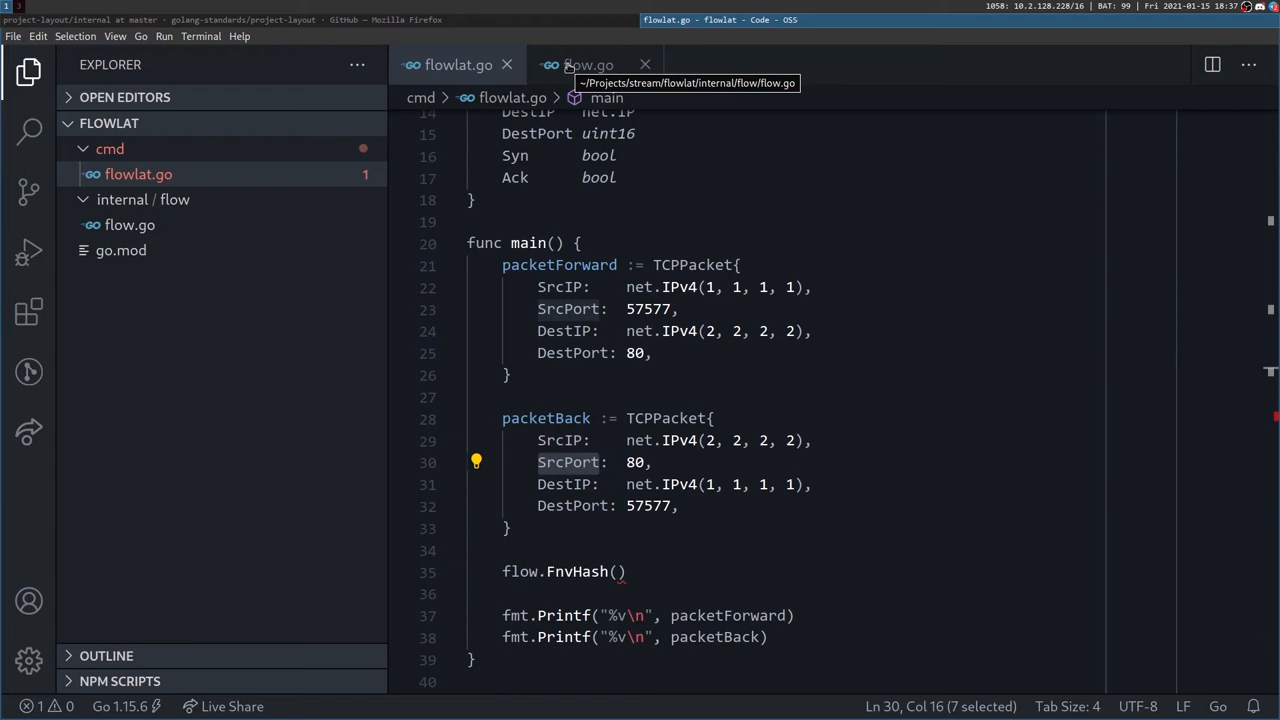 1 3
1058: 10.2.128.228/16 | BAT: 99 | Fri 2021-01-15 18:37
project-layout/internal at master · golang-standards/project-layout · GitHub — Mozilla Firefox
flowlat.go - flowlat - Code - OSS
File Edit Selection View Go Run Terminal Help
EXPLORER
OPEN EDITORS
FLOWLAT
cmd
flowlat.go 1
internal / flow
flow.go
go.mod
OUTLINE
NPM SCRIPTS
flowlat.go
flow.go
~/Projects/stream/flowlat/internal/flow/flow.go
cmd > flowlat.go > main
14 DestIP net.IP
15 DestPort uint16
16 Syn bool
17 Ack bool
18 }
19
20 func main() {
21 packetForward := TCPPacket{
22 SrcIP: net.IPv4(1, 1, 1, 1),
23 SrcPort: 57577,
24 DestIP: net.IPv4(2, 2, 2, 2),
25 DestPort: 80,
26 }
27
28 packetBack := TCPPacket{
29 SrcIP: net.IPv4(2, 2, 2, 2),
30 SrcPort: 80,
31 DestIP: net.IPv4(1, 1, 1, 1),
32 DestPort: 57577,
33 }
34
35 flow.FnvHash()
36
37 fmt.Printf("%v\n", packetForward)
38 fmt.Printf("%v\n", packetBack)
39 }
40
1 0 Go 1.15.6 Live Share Ln 30, Col 16 (7 selected) Tab Size: 4 UTF-8 LF Go